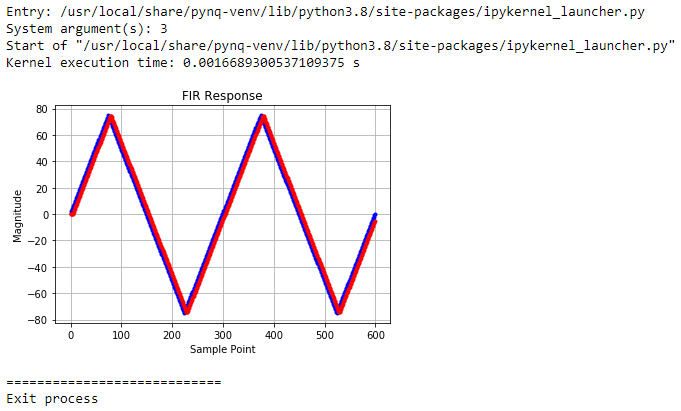 Entry: /usr/local/share/pynq-venv/lib/python3.8/site-packages/ipykernel_launcher.py
System argument(s): 3
Start of "/usr/local/share/pynq-venv/lib/python3.8/site-packages/ipykernel_launcher.py"
Kernel execution time: 0.0016689300537109375 s
FIR Response
80
60
40
20
0
−20
−40
−60
−80
Magnitude
0 100 200 300 400 500 600
Sample Point
============================
Exit process